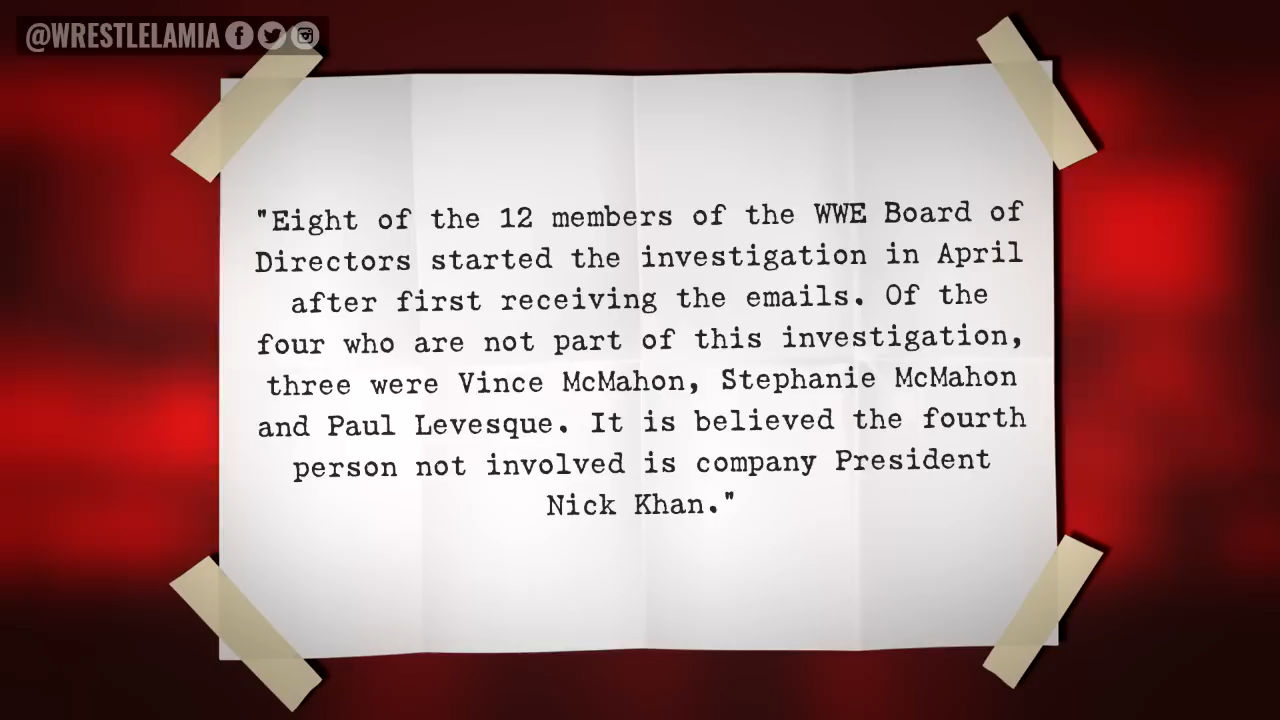 @WRESTLELAMIA
"Eight of the 12 members of the WWE Board of
Directors started the investigation in April
after first receiving the emails. Of the
four who are not part of this investigation,
three were Vince McMahon, Stephanie McMahon
and Paul Levesque. It is believed the fourth
person not involved is company President
Nick Khan."